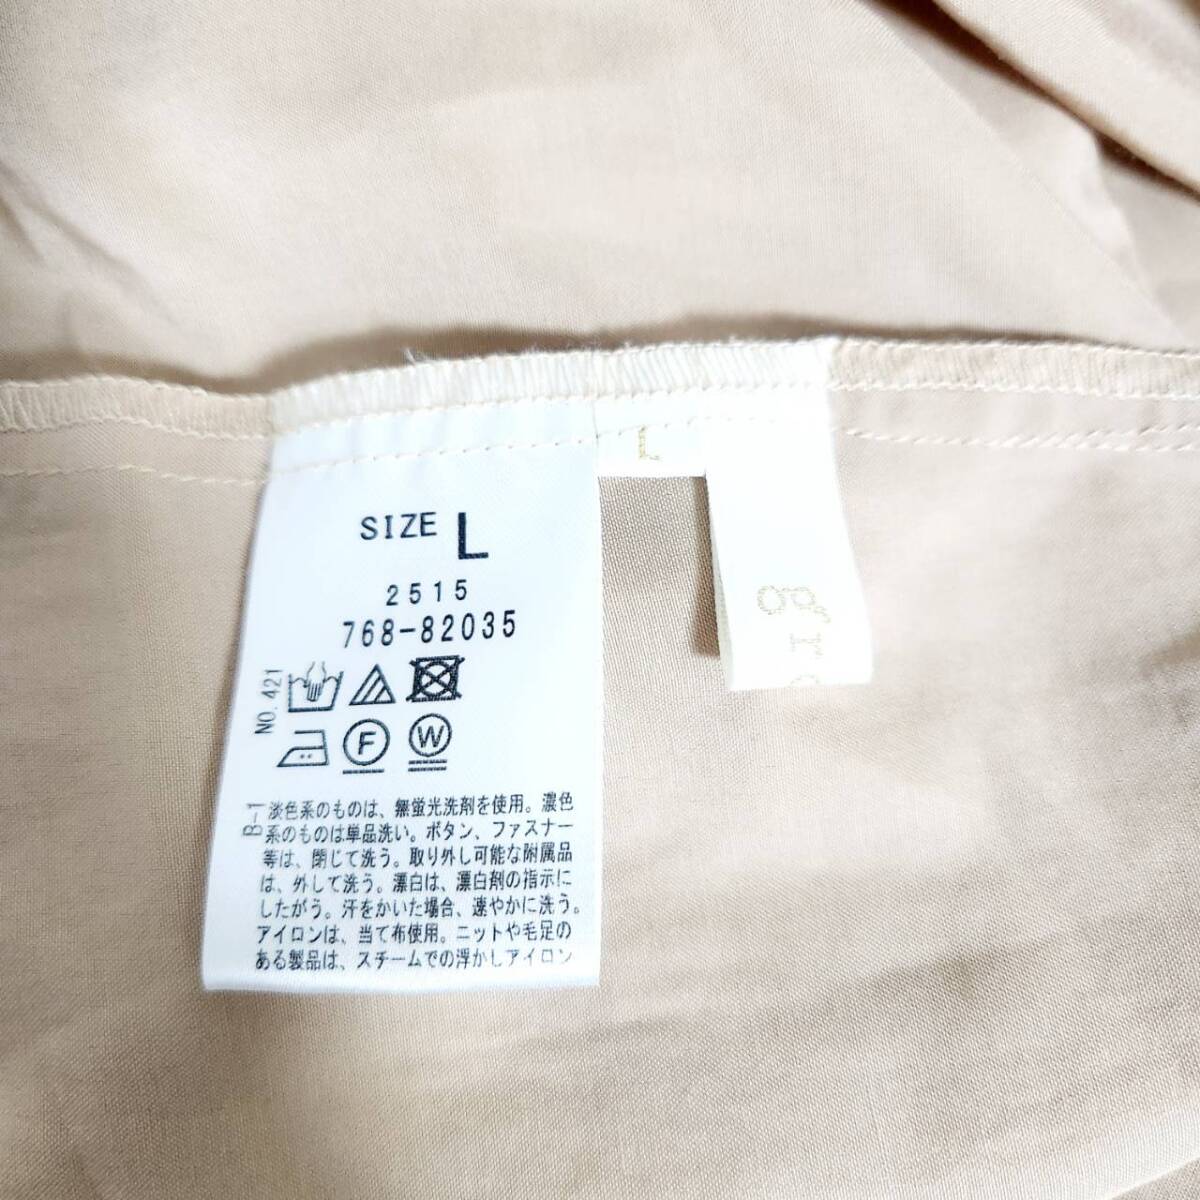 L
SIZE L
2515
768-82035
NO. 421
F
W
B-1
淡色系のものは、無蛍光洗剤を使用。濃色
系のものは単品洗い。ボタン、ファスナー
等は、閉じて洗う。取り外し可能な附属品
は、外して洗う。漂白は、漂白剤の指示に
したがう。汗をかいた場合、速やかに洗う。
アイロンは、当て布使用。ニットや毛足の
ある製品は、スチームでの浮かしアイロン
gr